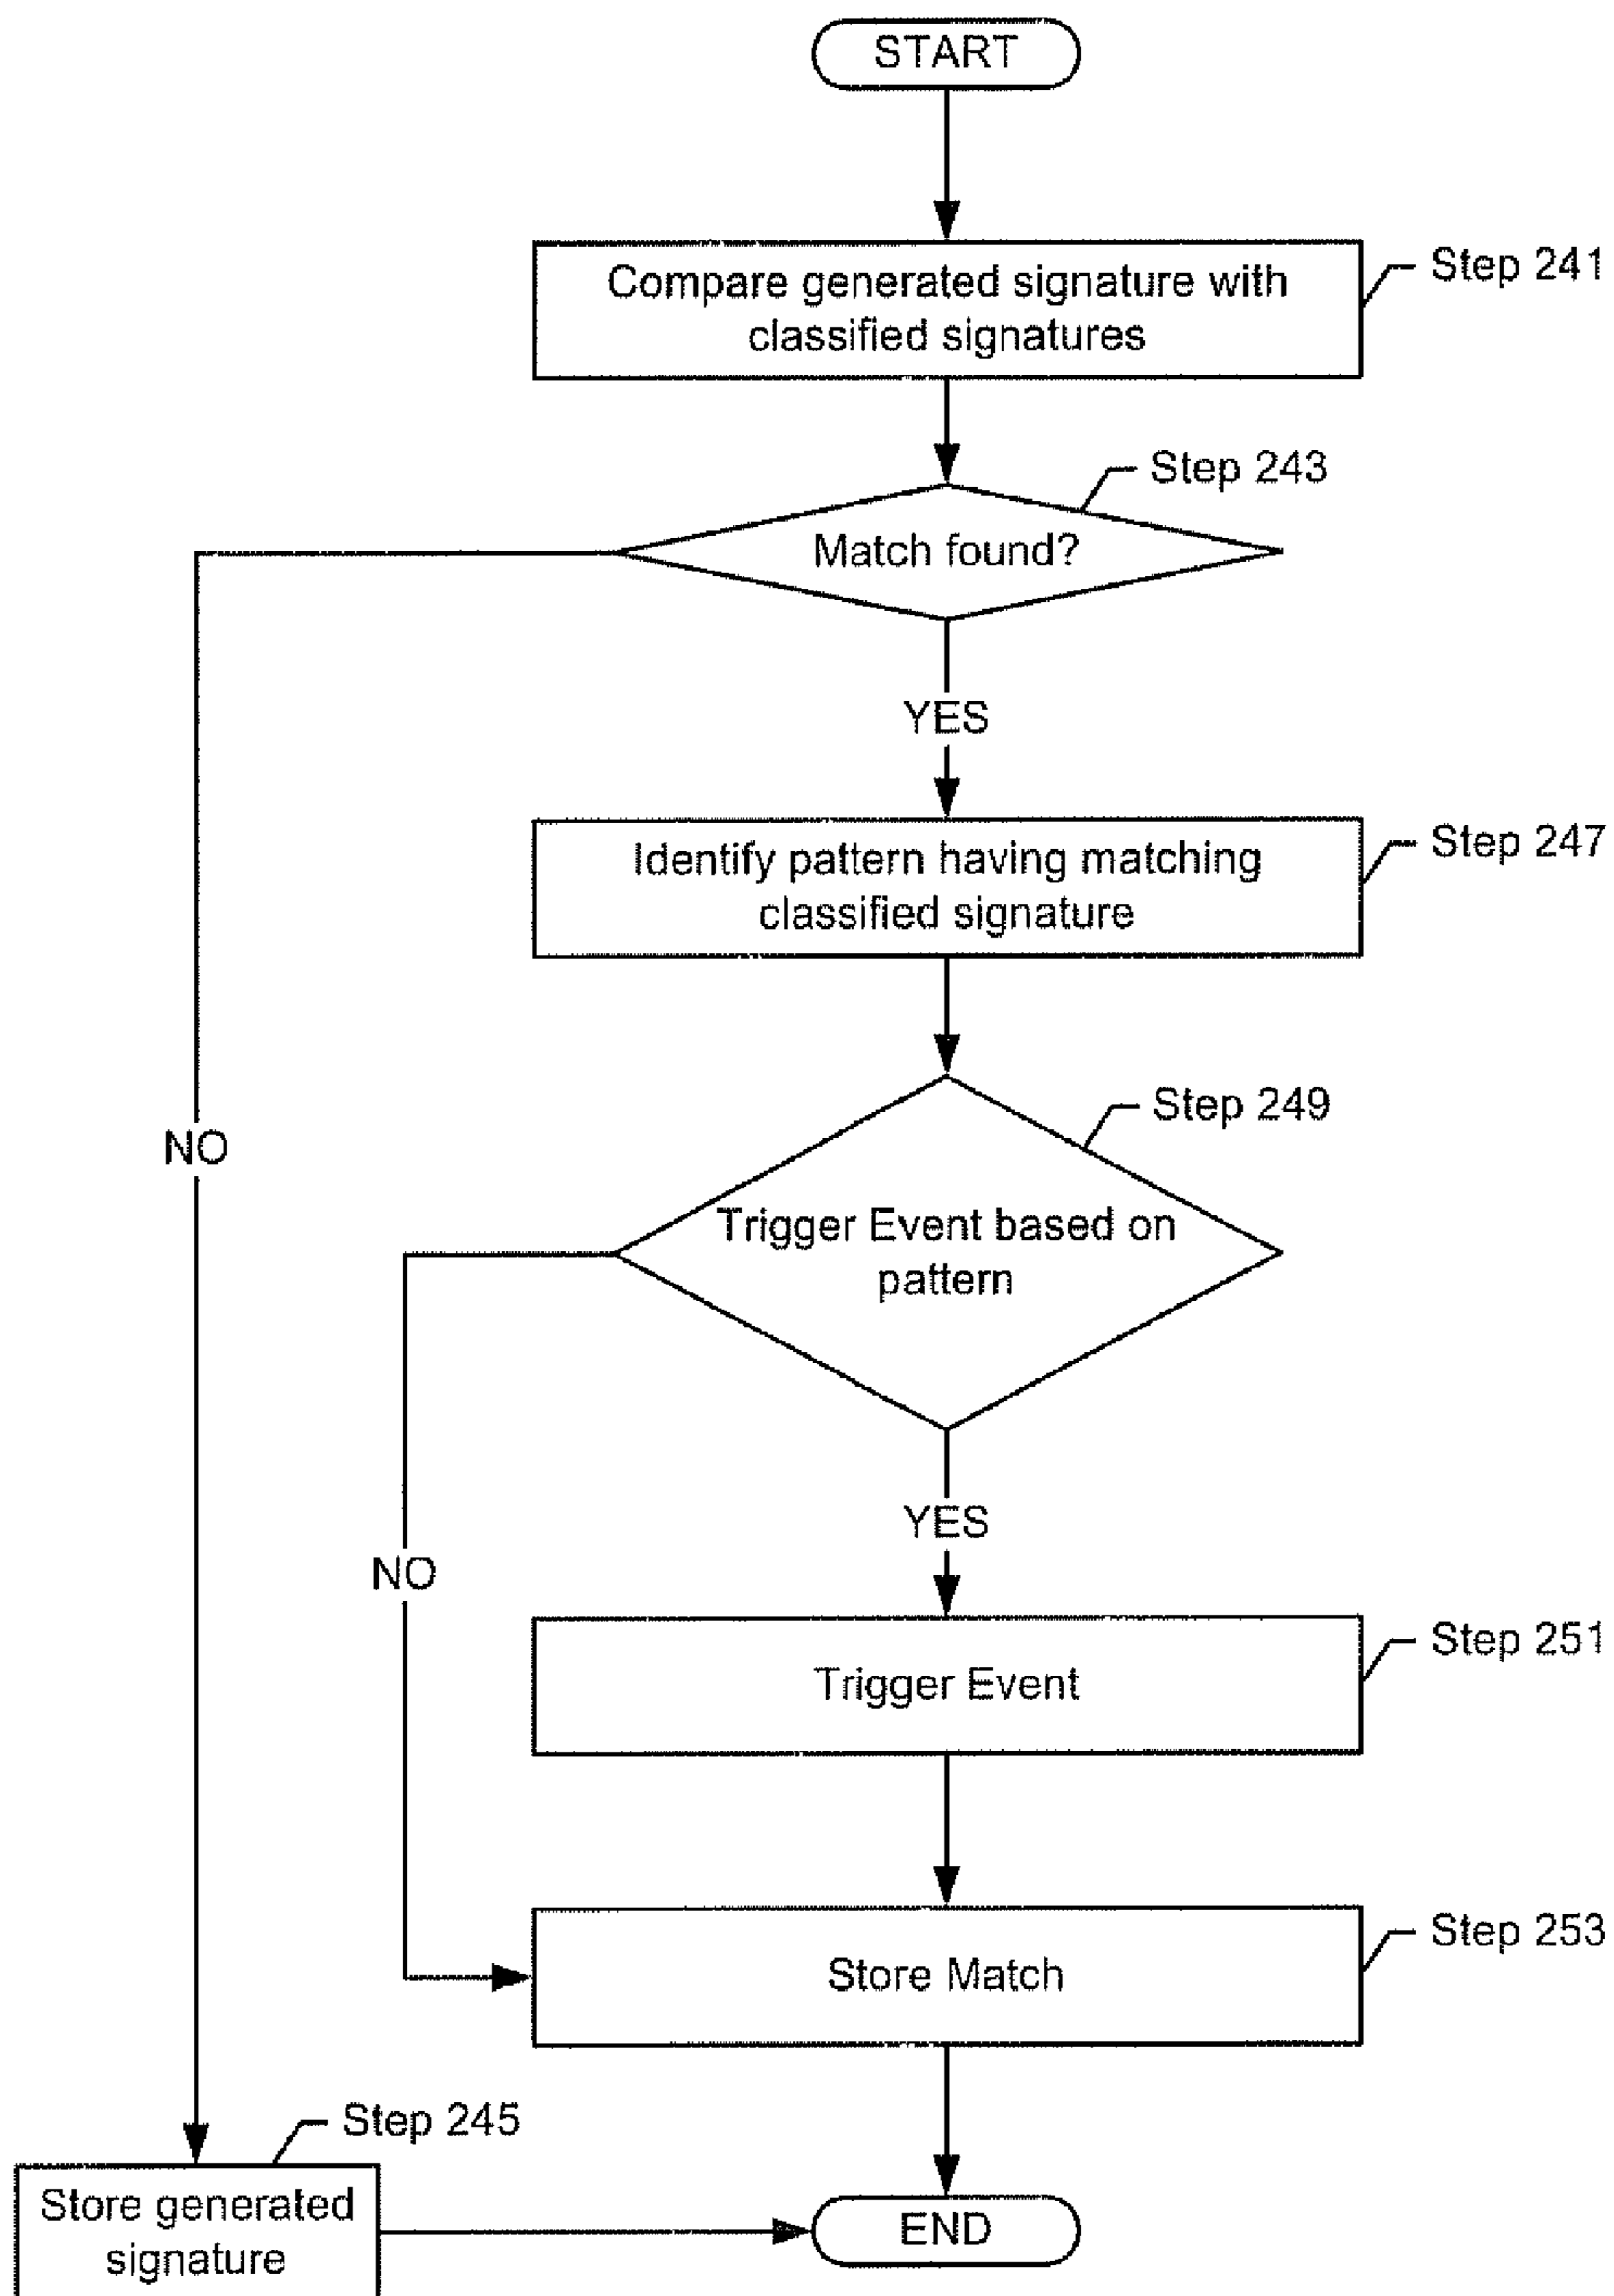 START
Compare generated signature with
classified signatures
Step 241
Step 243
Match found?
YES
Identify pattern having matching
classified signature
Step 247
Step 249
NO
Trigger Event based on
pattern
YES
NO
Trigger Event
Step 251
Store Match
Step 253
Step 245
Store generated
signature
END